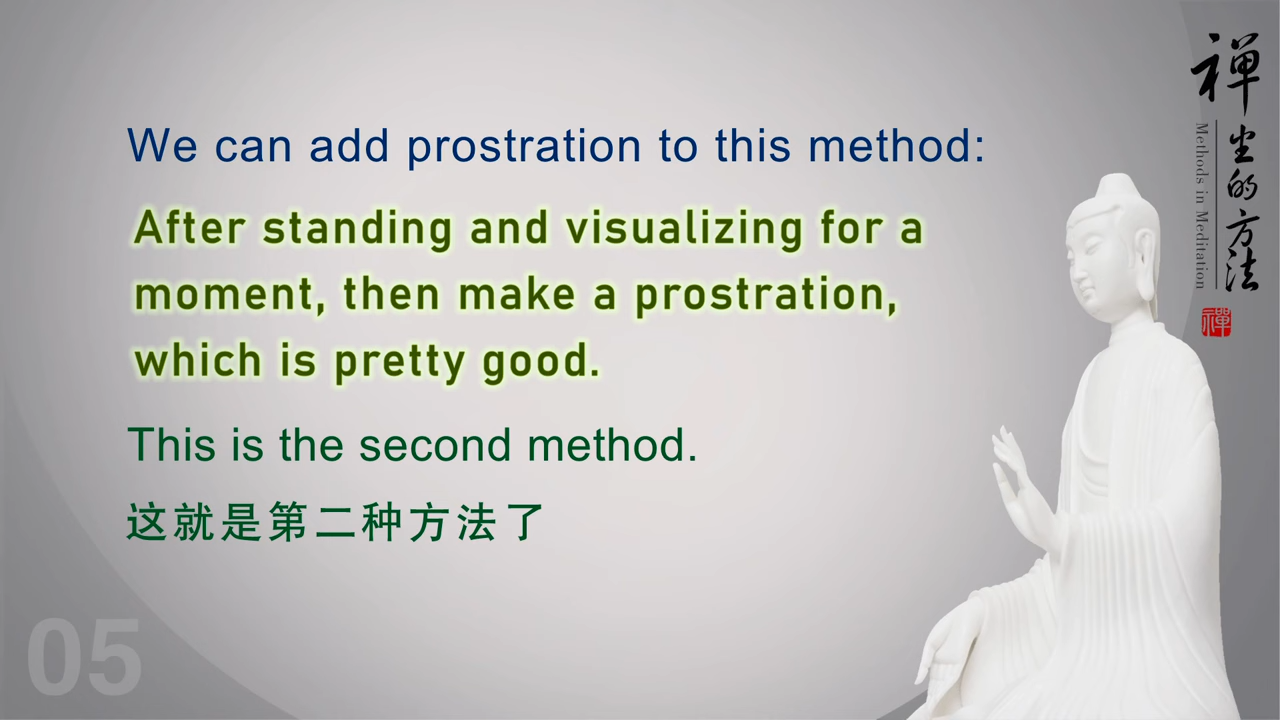 We can add prostration to this method:
After standing and visualizing for a
moment, then make a prostration,
which is pretty good.
This is the second method.
这就是第二种方法了
05
禅坐的方法
Methods in Meditation
禪